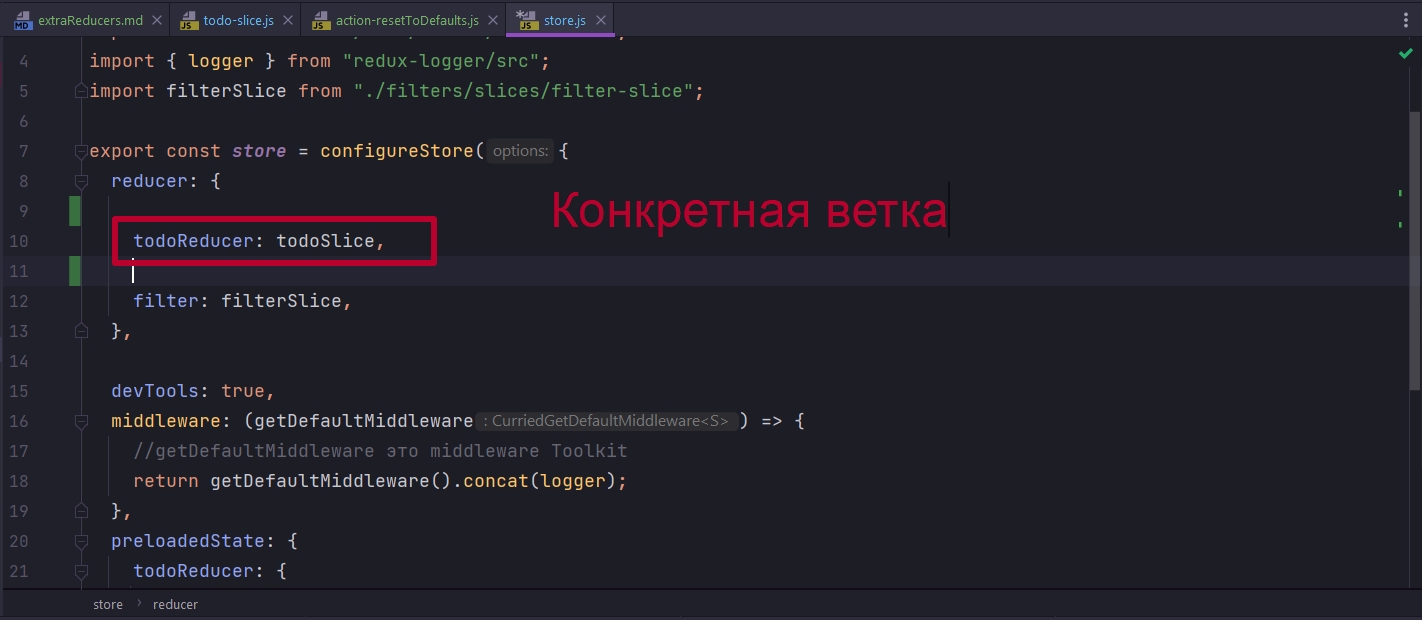 extraReducers.md
todo-slice.js
action-resetToDefaults.js
store.js
4 import { logger } from "redux-logger/src";
5 import filterSlice from "./filters/slices/filter-slice";
6
7 export const store = configureStore( options: {
8 reducer: {
Конкретная ветка
9
10 todoReducer: todoSlice,
11
12 filter: filterSlice,
13 },
14
15 devTools: true,
16 middleware: (getDefaultMiddleware : CurriedGetDefaultMiddleware<S> ) => {
17 //getDefaultMiddleware это middleware Toolkit
18 return getDefaultMiddleware().concat(logger);
19 },
20 preloadedState: {
21 todoReducer: {
store › reducer